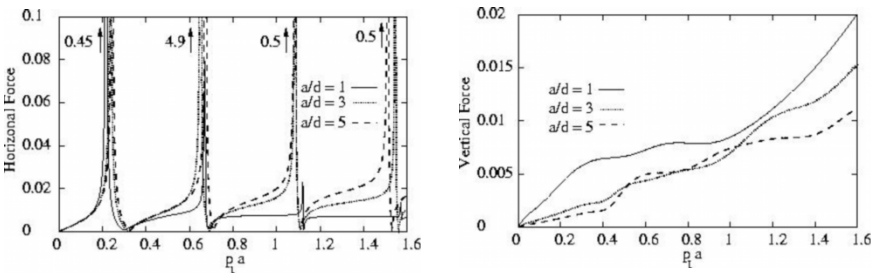 Horizonal Force
0.1
0.08
0.06
0.04
0.02
0
0.45
4.9
0.5
0.5
a/d = 1
a/d = 3
a/d = 5
0 0.2 0.4 0.6 0.8 1 1.2 1.4 1.6
p₁a
Vertical Force
0.02
0.015
0.01
0.005
0
a/d = 1
a/d = 3
a/d = 5
0 0.2 0.4 0.6 0.8 1 1.2 1.4 1.6
p₁a